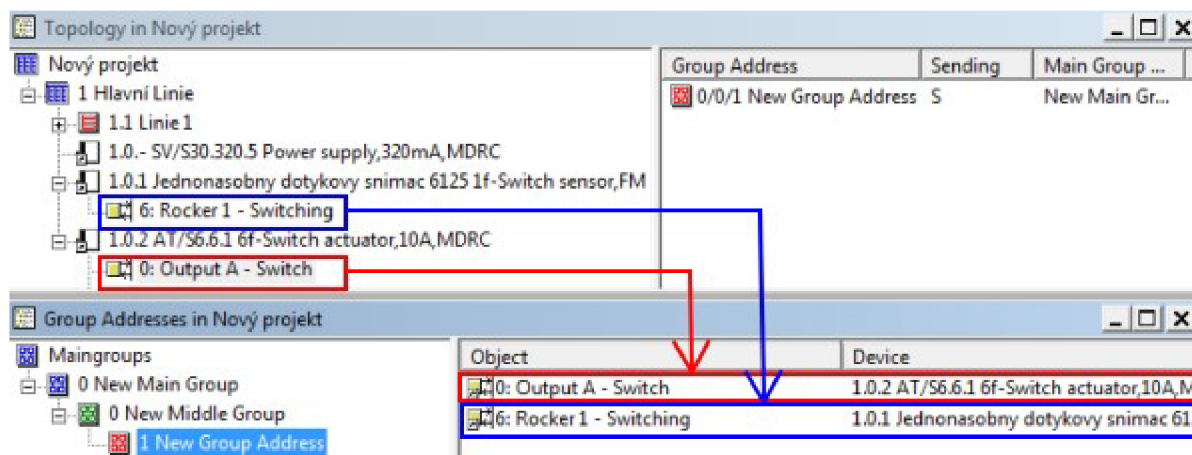 Topology in Nový projekt
Nový projekt
1 Hlavní Linie
1.1 Linie 1
1.0.- SV/S30.320.5 Power supply,320mA,MDRC
1.0.1 Jednonasobny dotykovy snimac 6125 1f-Switch sensor,FM
6: Rocker 1 - Switching
1.0.2 AT/S6.6.1 6f-Switch actuator,10A,MDRC
0: Output A - Switch
Group Address Sending Main Group ...
0/0/1 New Group Address S New Main Gr...
Group Addresses in Nový projekt
Maingroups
0 New Main Group
0 New Middle Group
1 New Group Address
Object Device
0: Output A - Switch 1.0.2 AT/S6.6.1 6f-Switch actuator,10A,M
6: Rocker 1 - Switching 1.0.1 Jednonasobny dotykovy snimac 61